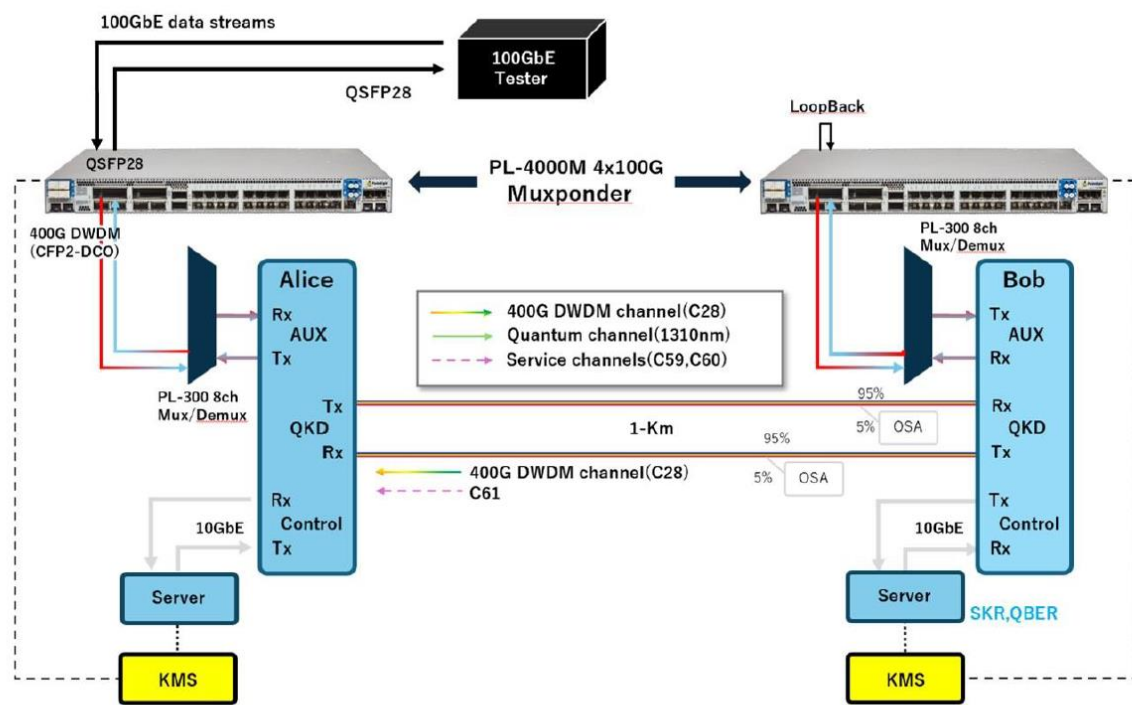 100GbE data streams
100GbE
Tester
QSFP28
LoopBack
QSFP28
PL-4000M 4x100G
Muxponder
400G DWDM
(CFP2-DCO)
PL-300 8ch
Mux/Demux
Alice
Bob
Rx
AUX
Tx
400G DWDM channel(C28)
Quantum channel(1310nm)
Service channels(C59,C60)
Tx
AUX
Rx
PL-300 8ch
Mux/Demux
Tx
QKD
Rx
1-Km
95%
5%
OSA
95%
5%
OSA
Rx
QKD
Tx
400G DWDM channel(C28)
C61
Rx
Control
Tx
10GbE
Tx
Control
Rx
10GbE
Server
Server
SKR,QBER
KMS
KMS